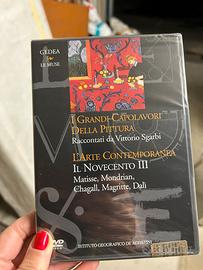 GEDEA
LE MUSE
I GRANDI CAPOLAVORI
DELLA PITTURA
Raccontati da Vittorio Sgarbi
L'ARTE CONTEMPORANEA
IL NOVECENTO III
Matisse, Mondrian,
Chagall, Magritte, Dalì
DVD
ISTITUTO GEOGRAFICO DE AGOSTINI